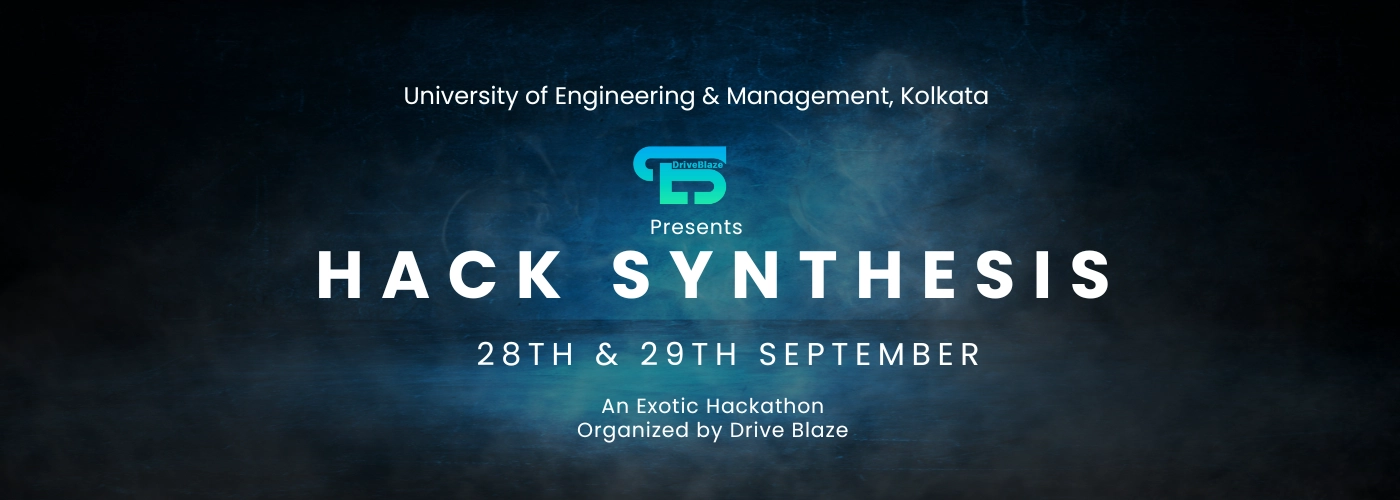 University of Engineering & Management, Kolkata
DriveBlaze
Presents
HACK SYNTHESIS
28TH & 29TH SEPTEMBER
An Exotic Hackathon
Organized by Drive Blaze